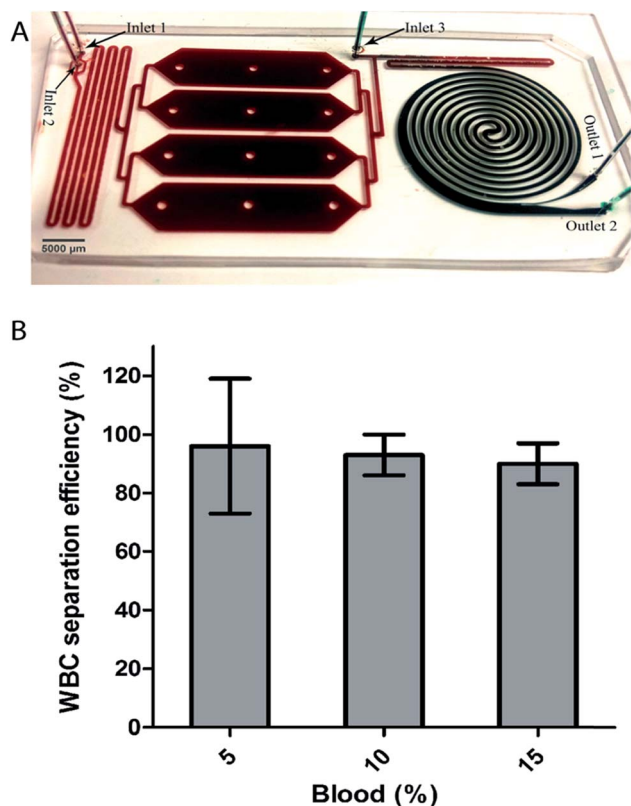 A
Inlet 1
Inlet 2
Inlet 3
Outlet 1
Outlet 2
5000 µm
B
WBC separation efficiency (%)
120
100
80
60
40
20
0
5
10
15
Blood (%)